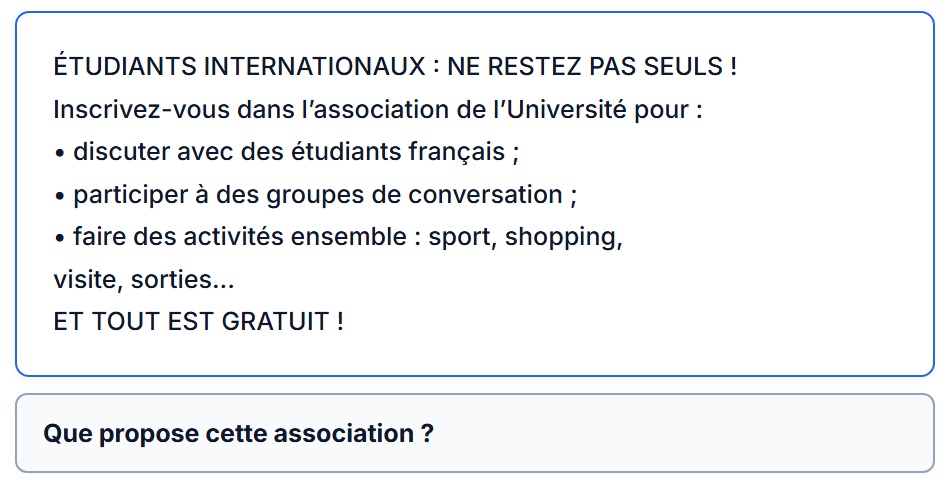 ÉTUDIANTS INTERNATIONAUX : NE RESTEZ PAS SEULS !
Inscrivez-vous dans l’association de l’Université pour :
• discuter avec des étudiants français ;
• participer à des groupes de conversation ;
• faire des activités ensemble : sport, shopping,
visite, sorties...
ET TOUT EST GRATUIT !
Que propose cette association ?